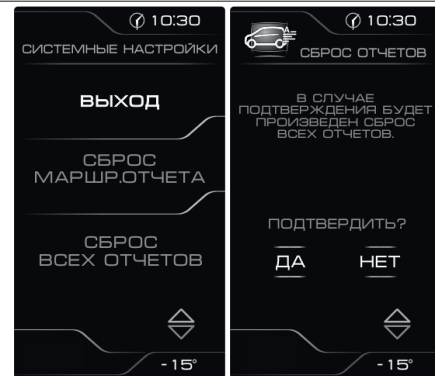 10:30
СИСТЕМНЫЕ НАСТРОЙКИ
ВЫХОД
СБРОС
МАРШР.ОТЧЕТА
СБРОС
ВСЕХ ОТЧЕТОВ
-15°
10:30
СБРОС ОТЧЕТОВ
В СЛУЧАЕ
ПОДТВЕРЖДЕНИЯ БУДЕТ
ПРОИЗВЕДЕН СБРОС
ВСЕХ ОТЧЕТОВ.
ПОДТВЕРДИТЬ?
ДА НЕТ
-15°